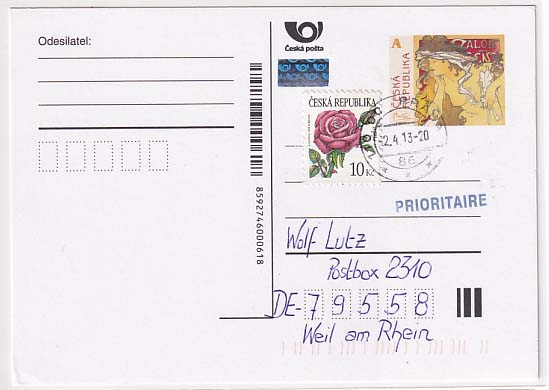 Odesilatel:
Česká pošta
A
ČESKÁ
REPUBLIKA
ČESKÁ REPUBLIKA
10 Kč
2.4.13-20
86
PRIORITAIRE
8592746000618
Wolf Lutz
Postbox 2310
DE-79558
Weil am Rhein